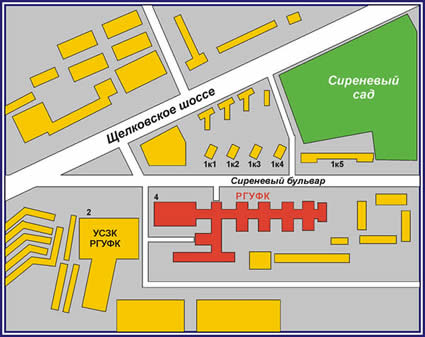 Сиреневый
сад
Щелковское шоссе
1к1
1к2
1к3
1к4
1к5
Сиреневый бульвар
РГУФК
4
2
УСЗК
РГУФК